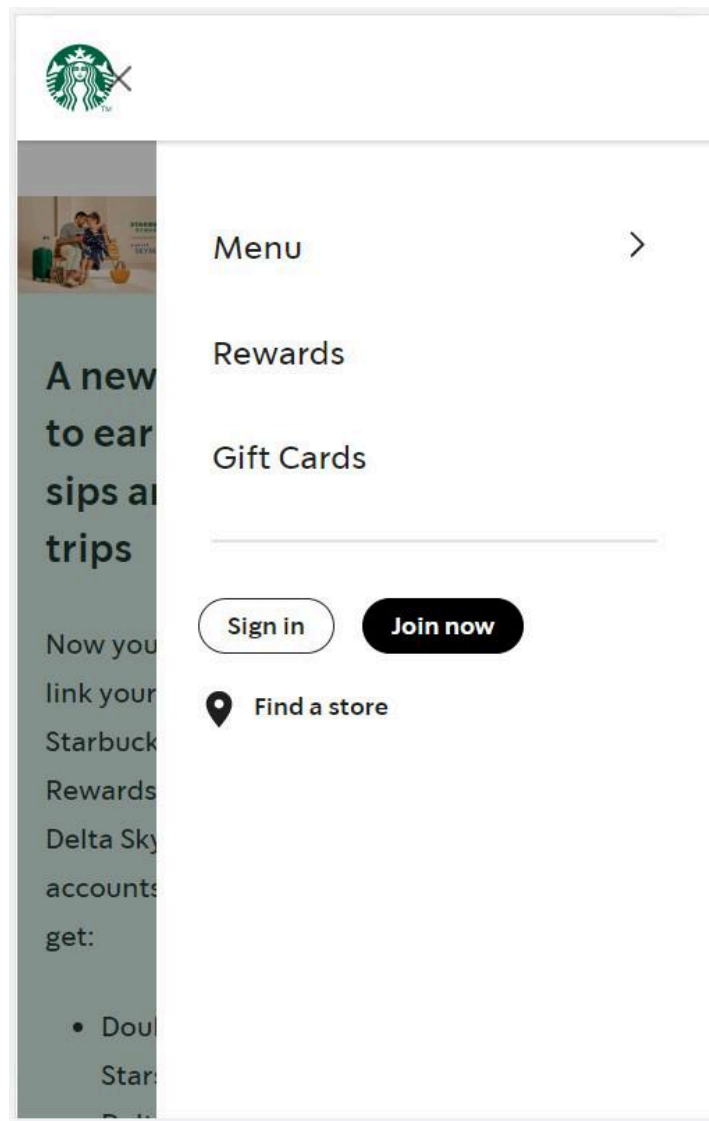 TM
Menu
Rewards
Gift Cards
Sign in
Join now
Find a store
A new
to ear
sips a
trips
Now you
link your
Starbuck
Rewards
Delta Sky
accounts
get:
• Doub
Stars